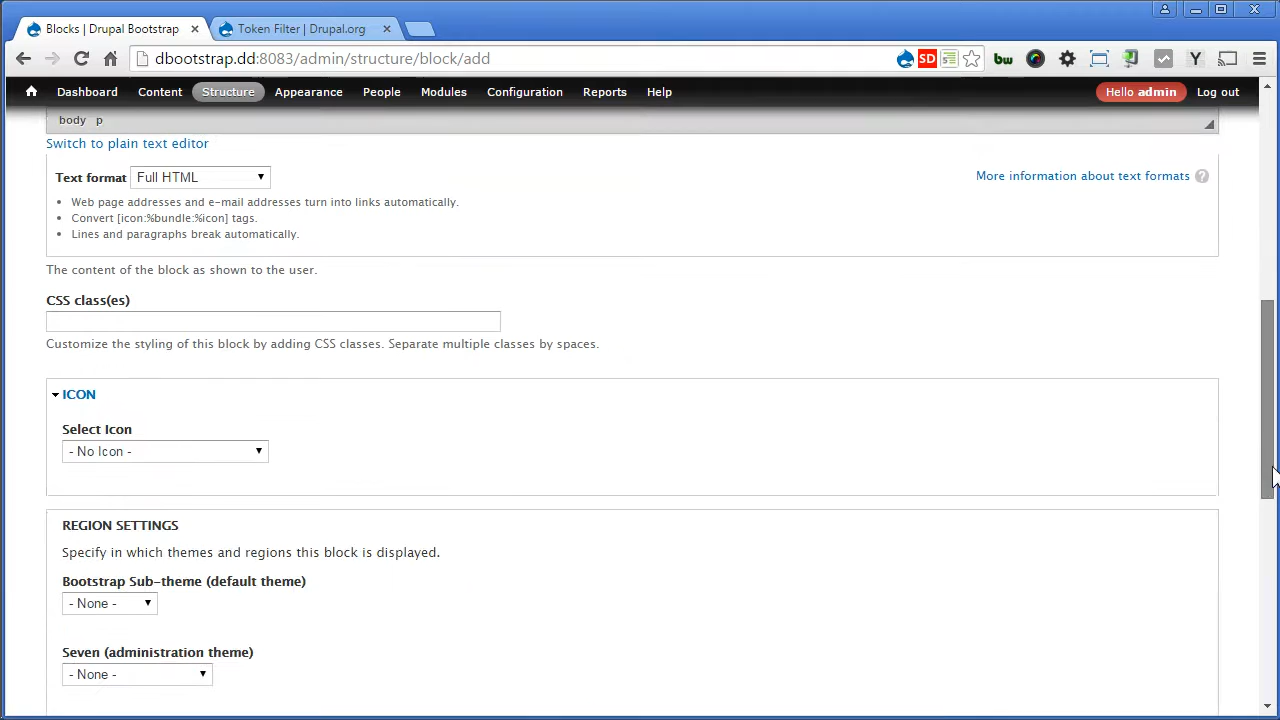 Blocks | Drupal Bootstrap
Token Filter | Drupal.org
dbootstrap.dd:8083/admin/structure/block/add
SD
bw
Y
Dashboard Content Structure Appearance People Modules Configuration Reports Help Hello admin Log out
body p
Switch to plain text editor
Text format Full HTML
More information about text formats ?
Web page addresses and e-mail addresses turn into links automatically.
Convert [icon:%bundle:%icon] tags.
Lines and paragraphs break automatically.
The content of the block as shown to the user.
CSS class(es)
Customize the styling of this block by adding CSS classes. Separate multiple classes by spaces.
ICON
Select Icon
- No Icon -
REGION SETTINGS
Specify in which themes and regions this block is displayed.
Bootstrap Sub-theme (default theme)
- None -
Seven (administration theme)
- None -